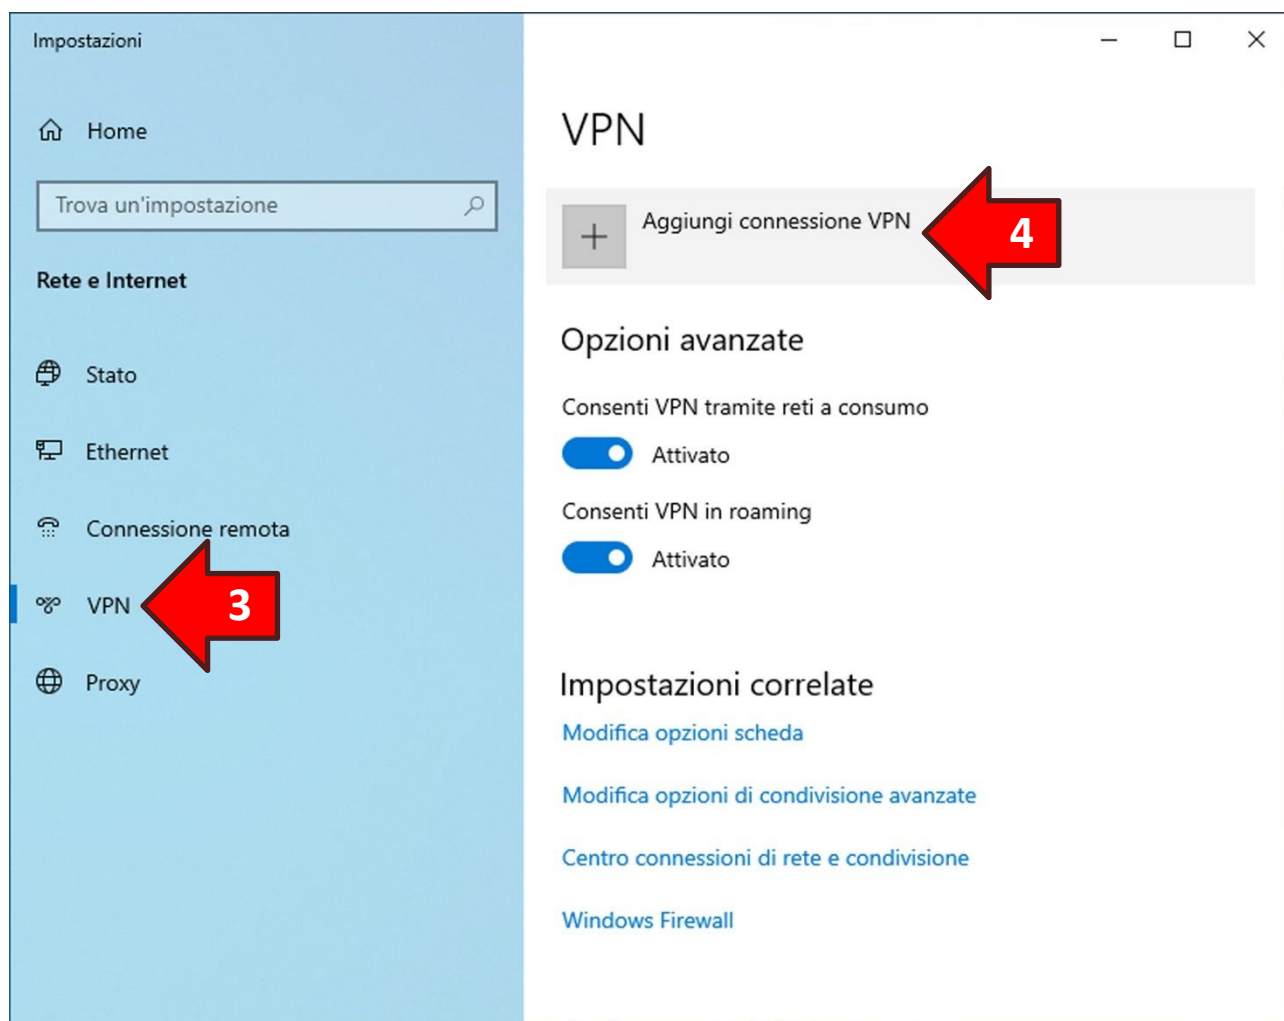 Impostazioni
Home
Trova un'impostazione
Rete e Internet
Stato
Ethernet
Connessione remota
VPN
3
Proxy
VPN
Aggiungi connessione VPN
4
Opzioni avanzate
Consenti VPN tramite reti a consumo
Attivato
Consenti VPN in roaming
Attivato
Impostazioni correlate
Modifica opzioni scheda
Modifica opzioni di condivisione avanzate
Centro connessioni di rete e condivisione
Windows Firewall